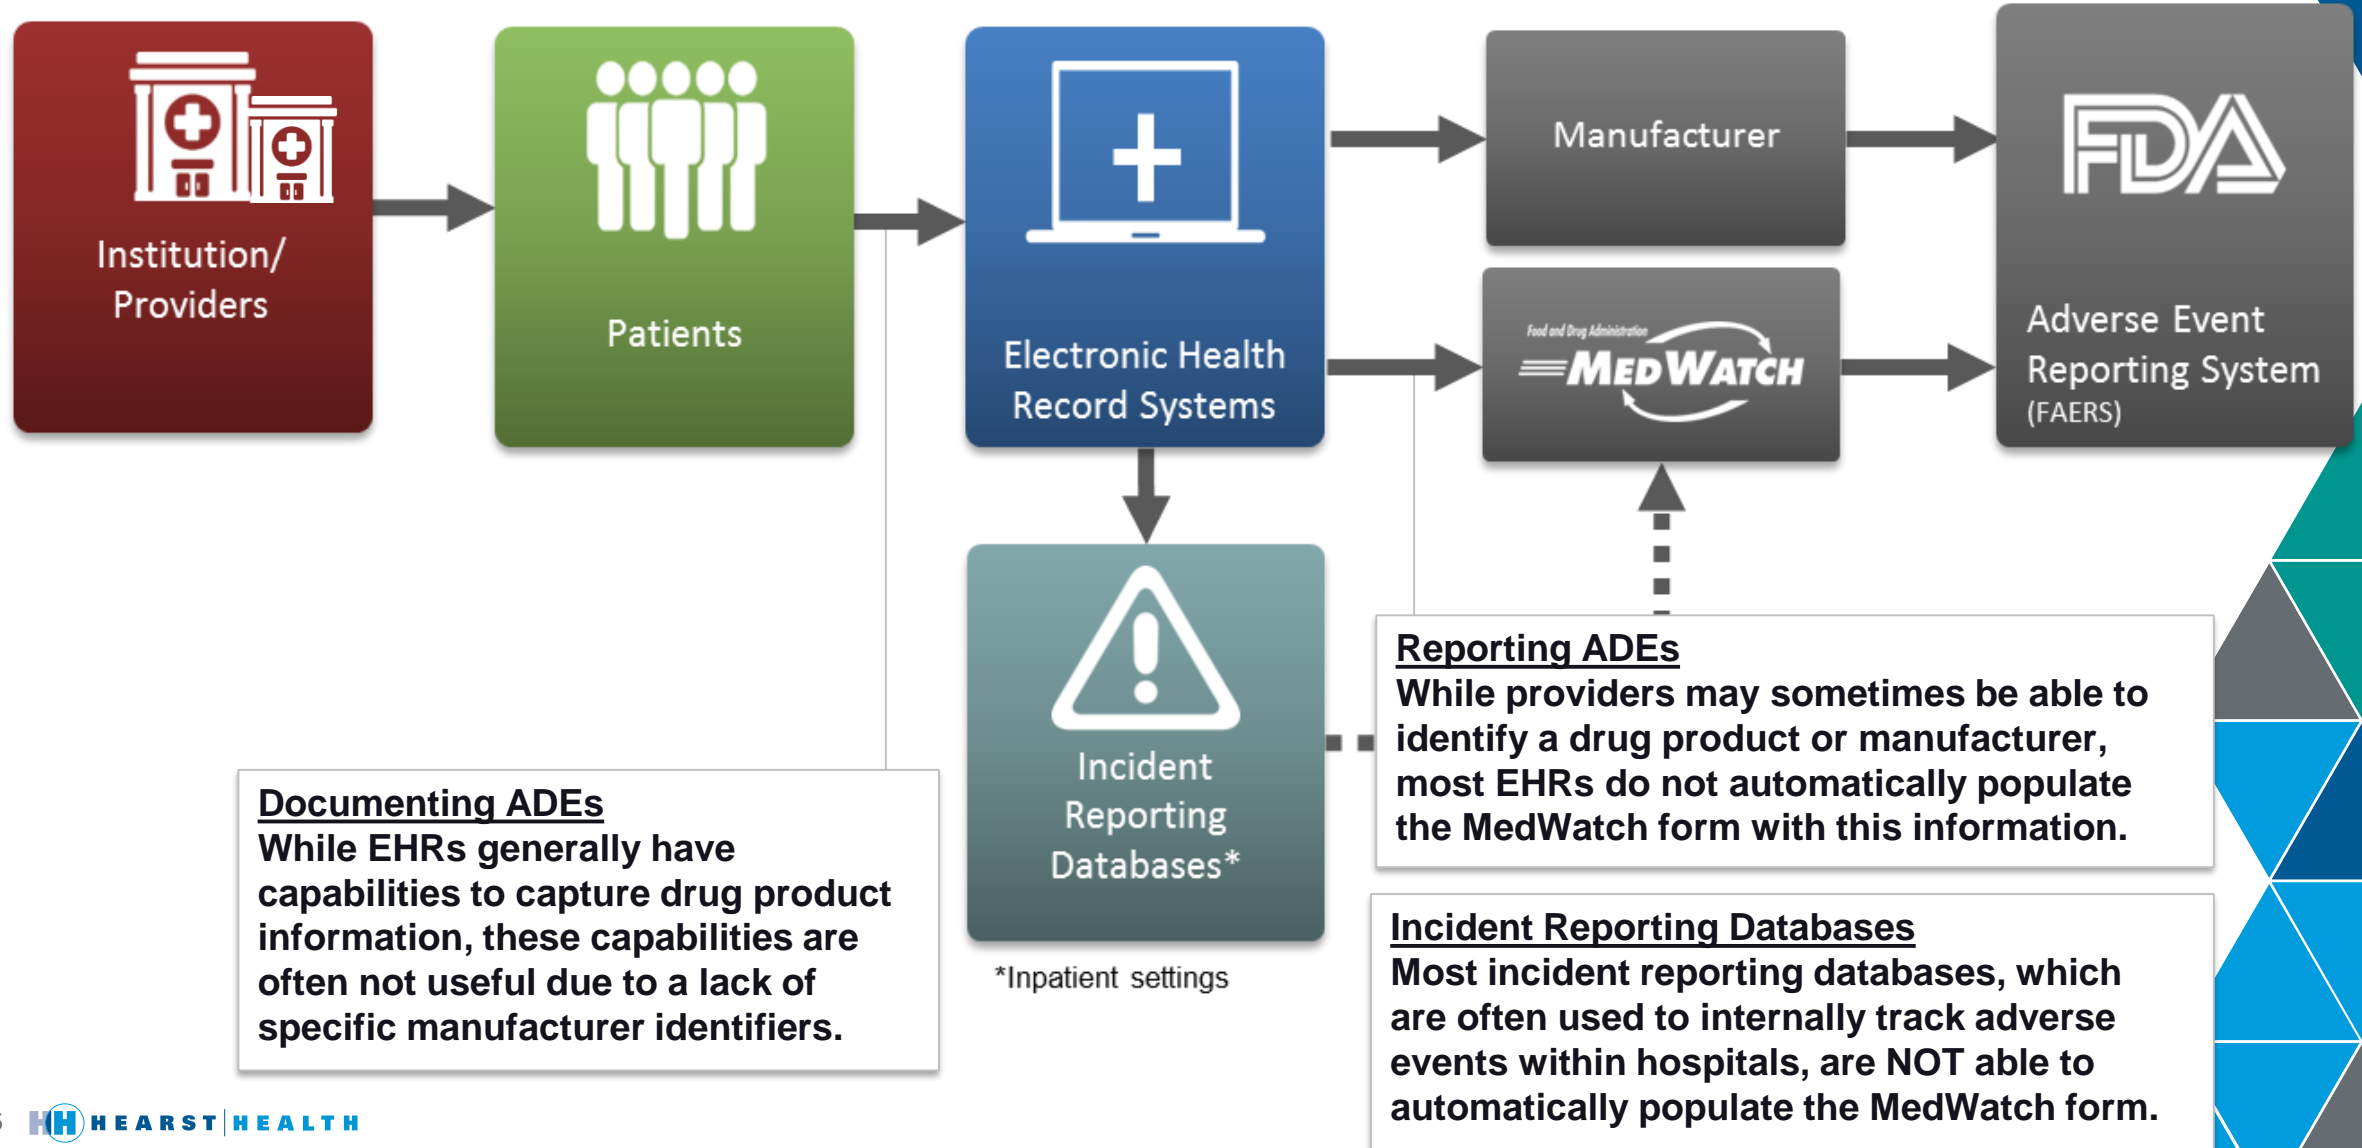 Institution/
Providers
Patients
Electronic Health
Record Systems
Manufacturer
Food and Drug Administration
MEDWATCH
FDA
Adverse Event
Reporting System
(FAERS)
Incident
Reporting
Databases*
*Inpatient settings
Documenting ADEs
While EHRs generally have
capabilities to capture drug product
information, these capabilities are
often not useful due to a lack of
specific manufacturer identifiers.
Reporting ADEs
While providers may sometimes be able to
identify a drug product or manufacturer,
most EHRs do not automatically populate
the MedWatch form with this information.
Incident Reporting Databases
Most incident reporting databases, which
are often used to internally track adverse
events within hospitals, are NOT able to
automatically populate the MedWatch form.
HH HEARST HEALTH